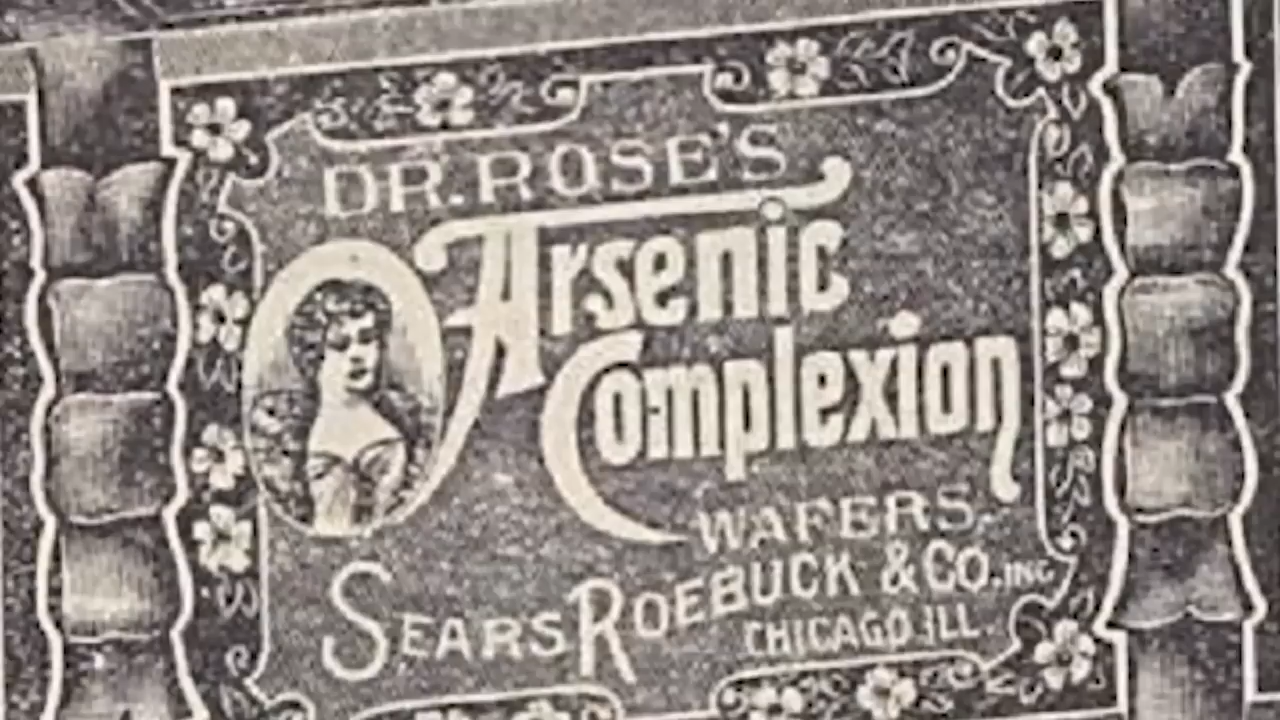 DR. ROSE'S
Arsenic
Complexion
WAFERS.
SEARS ROEBUCK & CO. INC
CHICAGO. ILL.